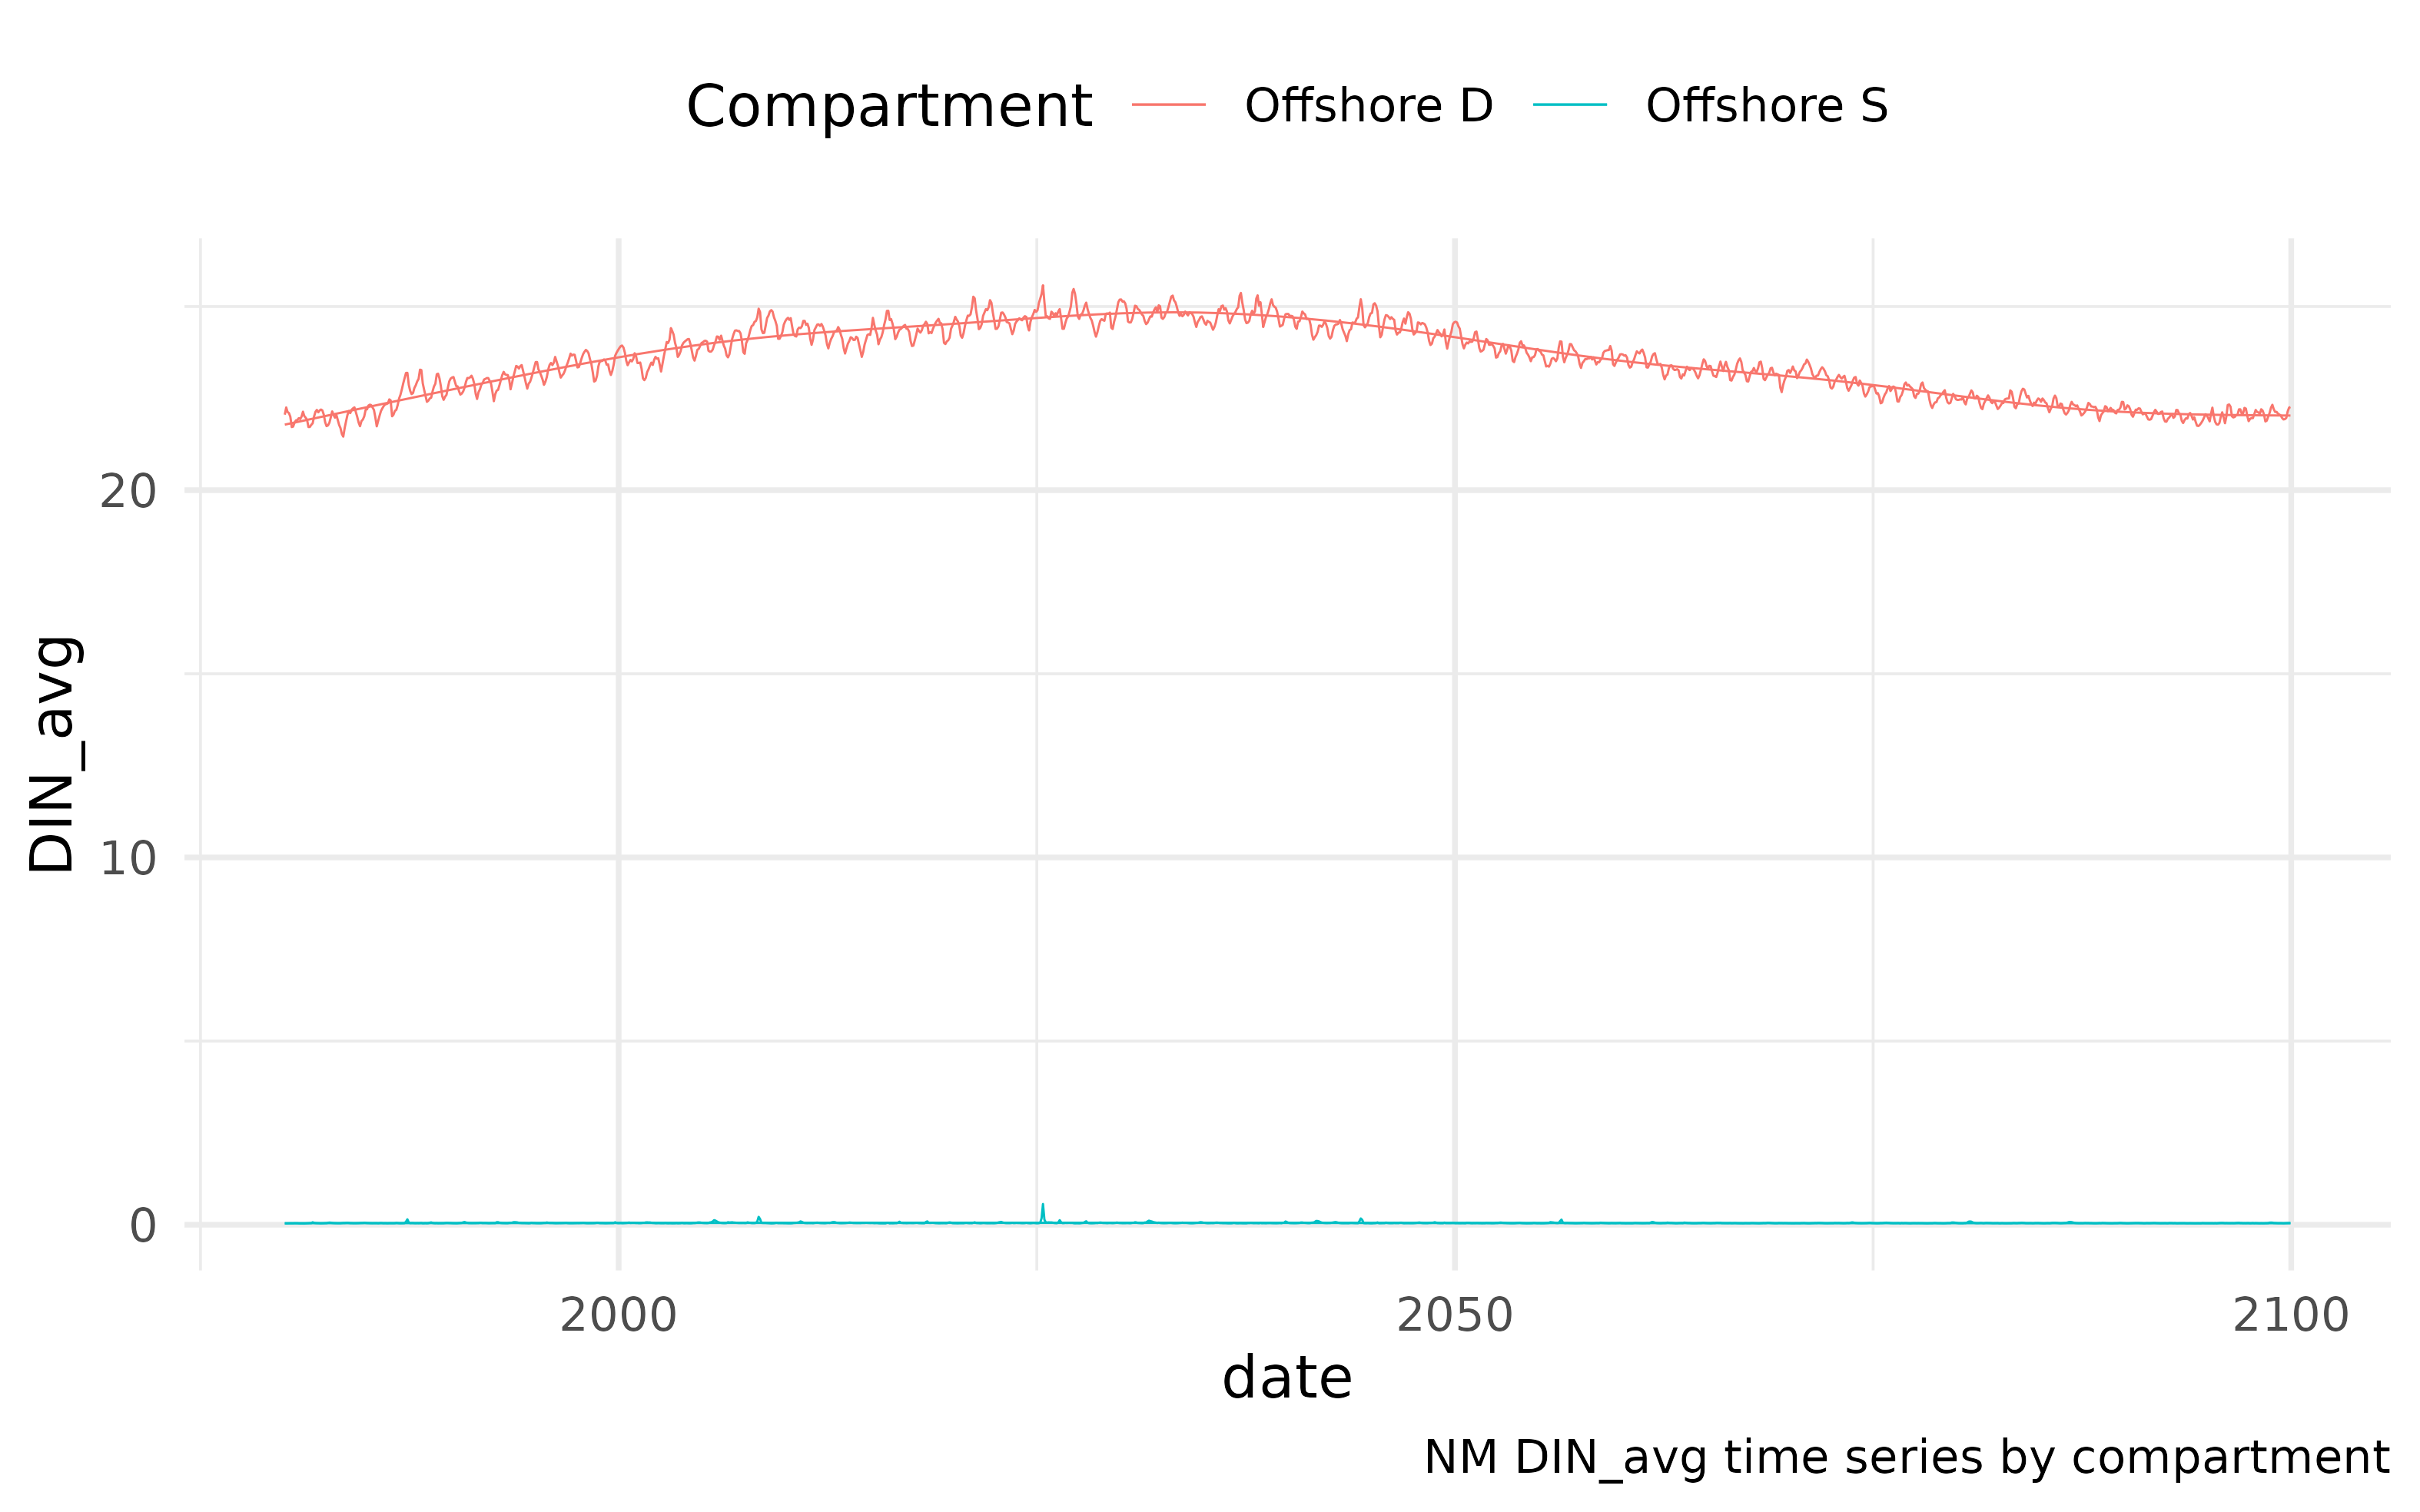 Compartment Offshore D Offshore S
DIN_avg
20
10
0
2000 2050 2100
date
NM DIN_avg time series by compartment